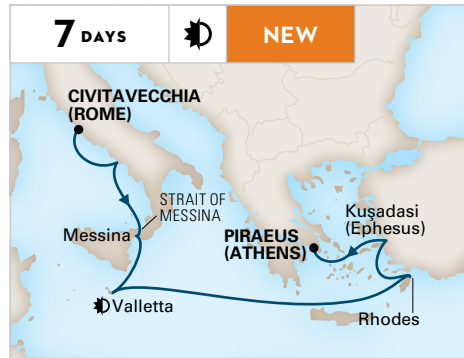 7 DAYS
NEW
CIVITAVECCHIA
(ROME)
STRAIT OF
MESSINA
Messina
PIRAEUS
(ATHENS)
Kuşadasi
(Ephesus)
Valletta
Rhodes